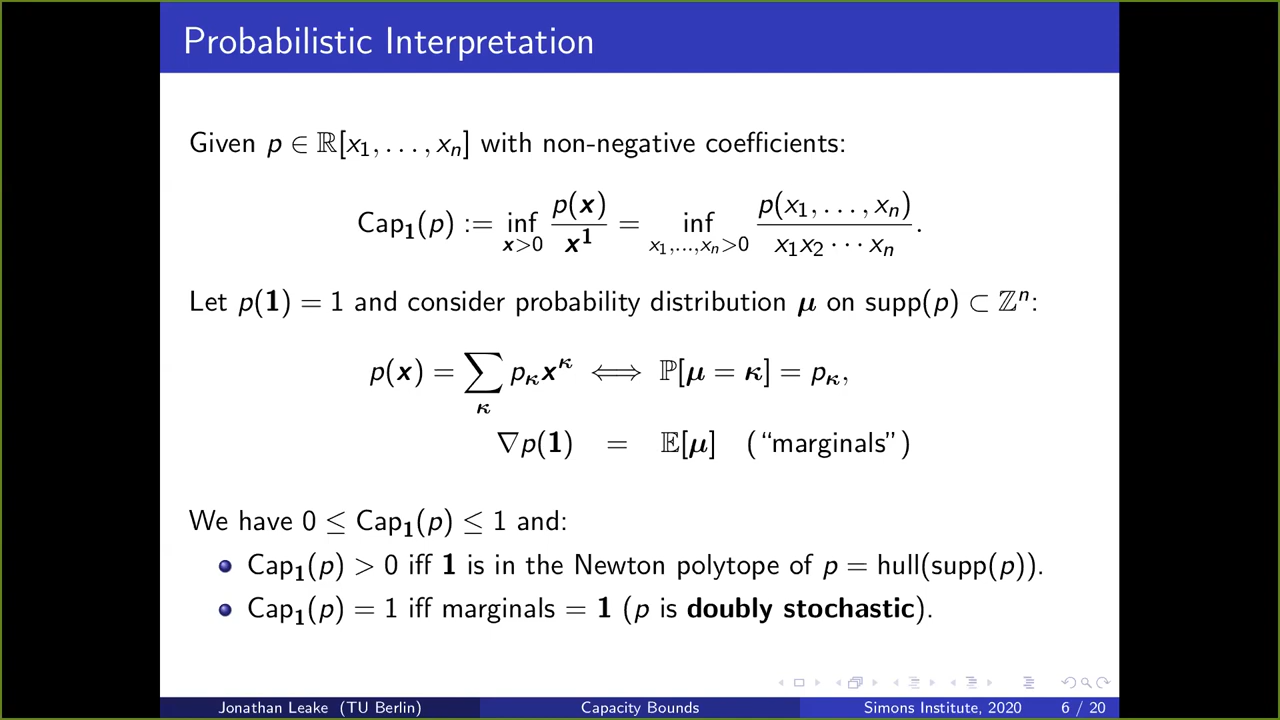 Probabilistic Interpretation
Given p ∈ ℝ[x₁, . . . , xₙ] with non-negative coefficients:
Cap₁(p) := inf_{x>0} p(x)/x¹ = inf_{x₁,...,xₙ>0} p(x₁, . . . , xₙ)/(x₁x₂ · · · xₙ).
Let p(1) = 1 and consider probability distribution μ on supp(p) ⊂ ℤⁿ:
p(x) = ∑_κ p_κ x^κ ⟺ ℙ[μ = κ] = p_κ,
∇p(1) = 𝔼[μ] (“marginals”)
We have 0 ≤ Cap₁(p) ≤ 1 and:
Cap₁(p) > 0 iff 1 is in the Newton polytope of p = hull(supp(p)).
Cap₁(p) = 1 iff marginals = 1 (p is doubly stochastic).
Jonathan Leake (TU Berlin) Capacity Bounds Simons Institute, 2020 6 / 20